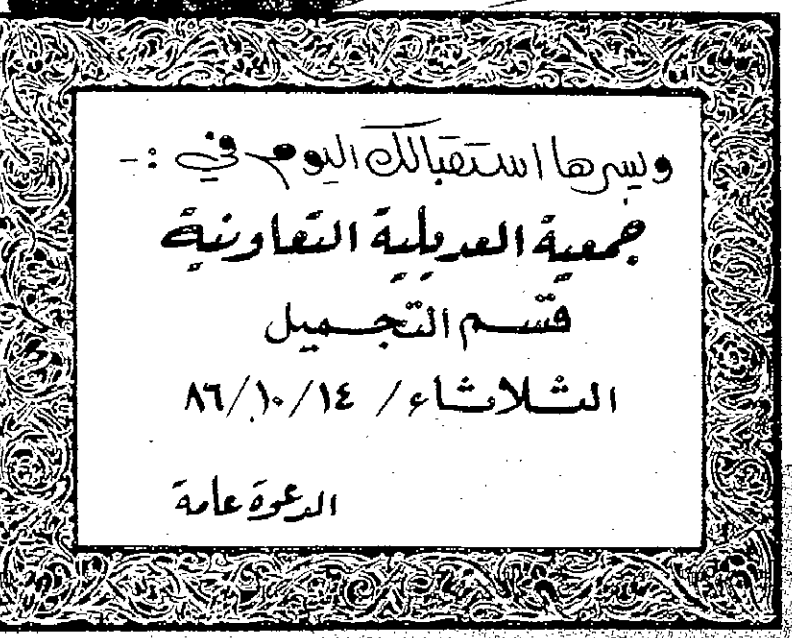 ويسرها استقبالك اليوم في :-
جمعية العديلية التعاونية
قسم التجميل
الثلاثاء / ١٤/١٠/٨٦
الدعوة عامة